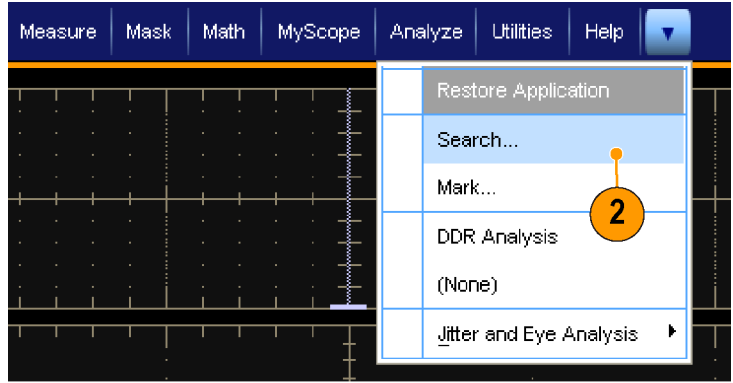 Measure Mask Math MyScope Analyze Utilities Help
Restore Application
Search...
Mark...
2
DDR Analysis
(None)
Jitter and Eye Analysis